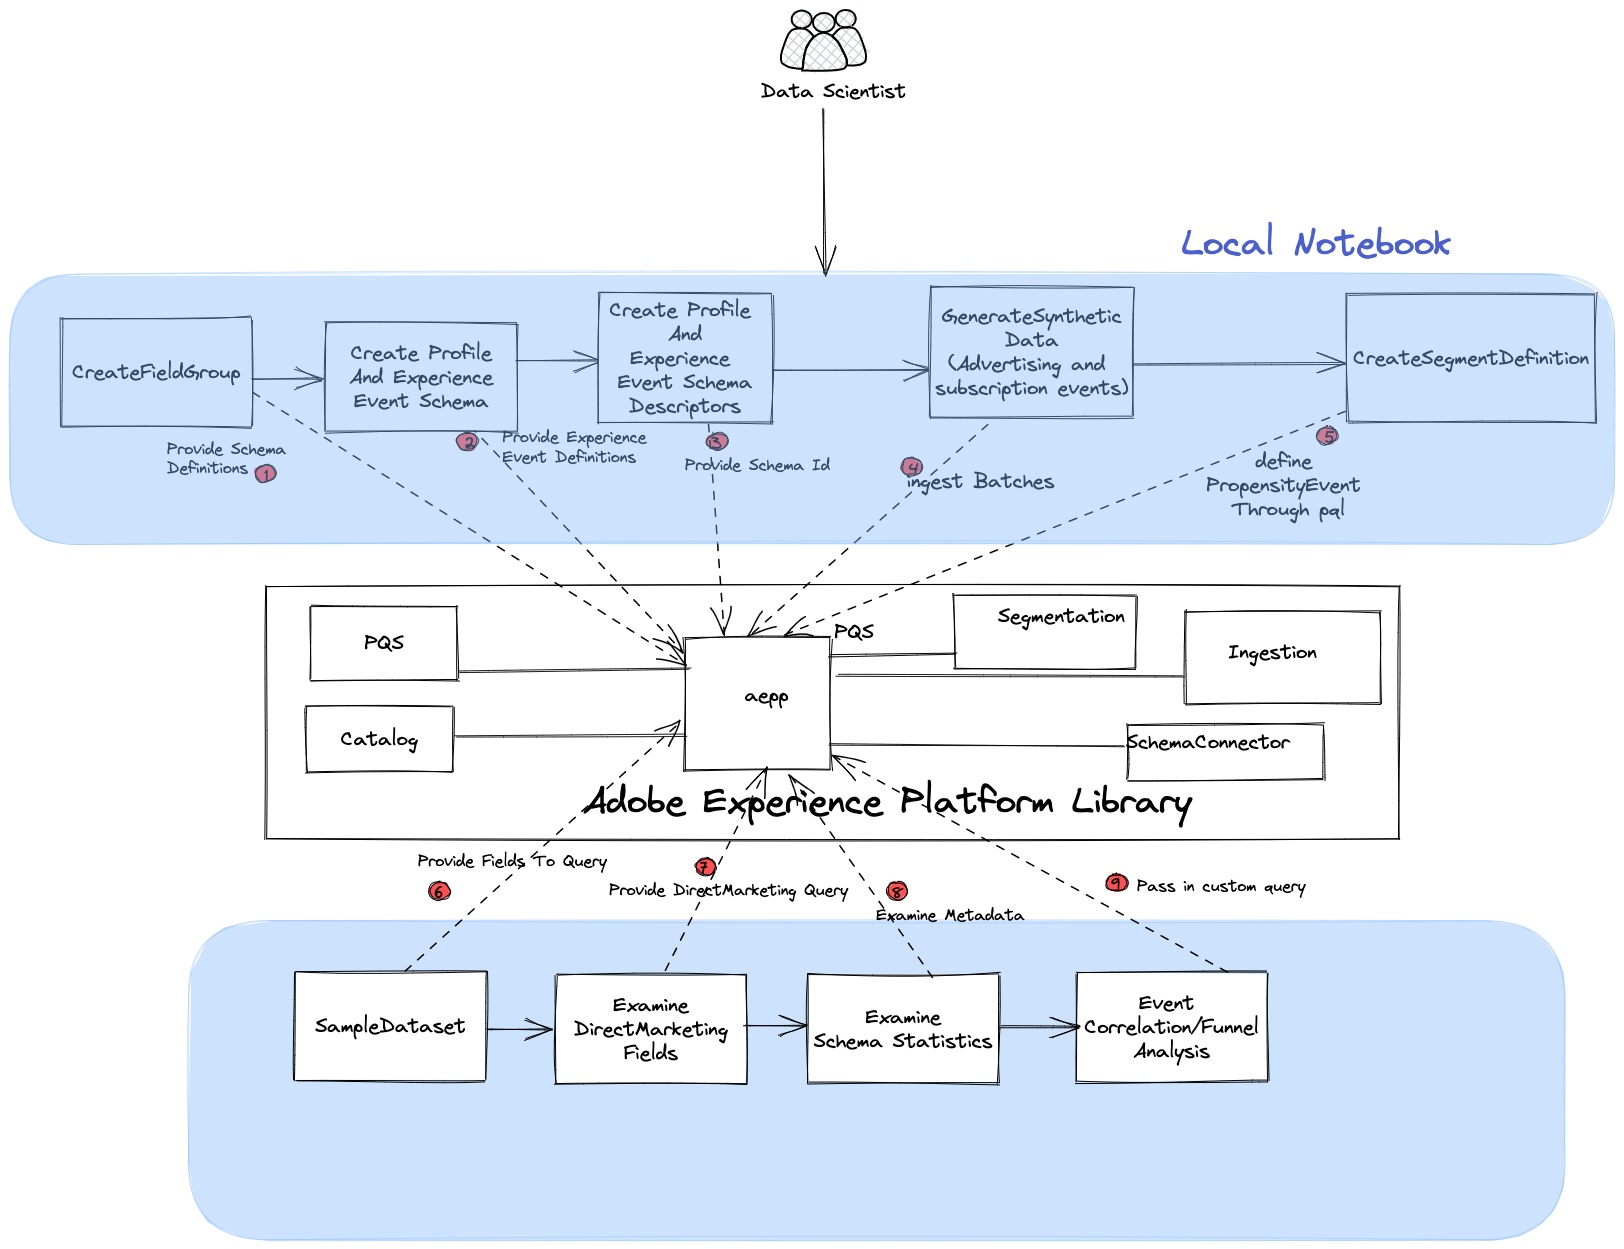 Data Scientist
Local Notebook
CreateFieldGroup
Create Profile
And Experience
Event Schema
Create Profile
And
Experience
Event Schema
Descriptors
GenerateSynthetic
Data
(Advertising and
subscription events)
CreateSegmentDefinition
Provide Schema
Definitions
1
2
Provide Experience
Event Definitions
3
Provide Schema Id
4
ingest Batches
5
define
PropensityEvent
Through pql
PQS
Catalog
aepp
PQS
Segmentation
Ingestion
SchemaConnector
Adobe Experience Platform Library
Provide Fields To Query
6
7
Provide DirectMarketing Query
8
Examine Metadata
9
Pass in custom query
SampleDataset
Examine
DirectMarketing
Fields
Examine
Schema Statistics
Event
Correlation/Funnel
Analysis